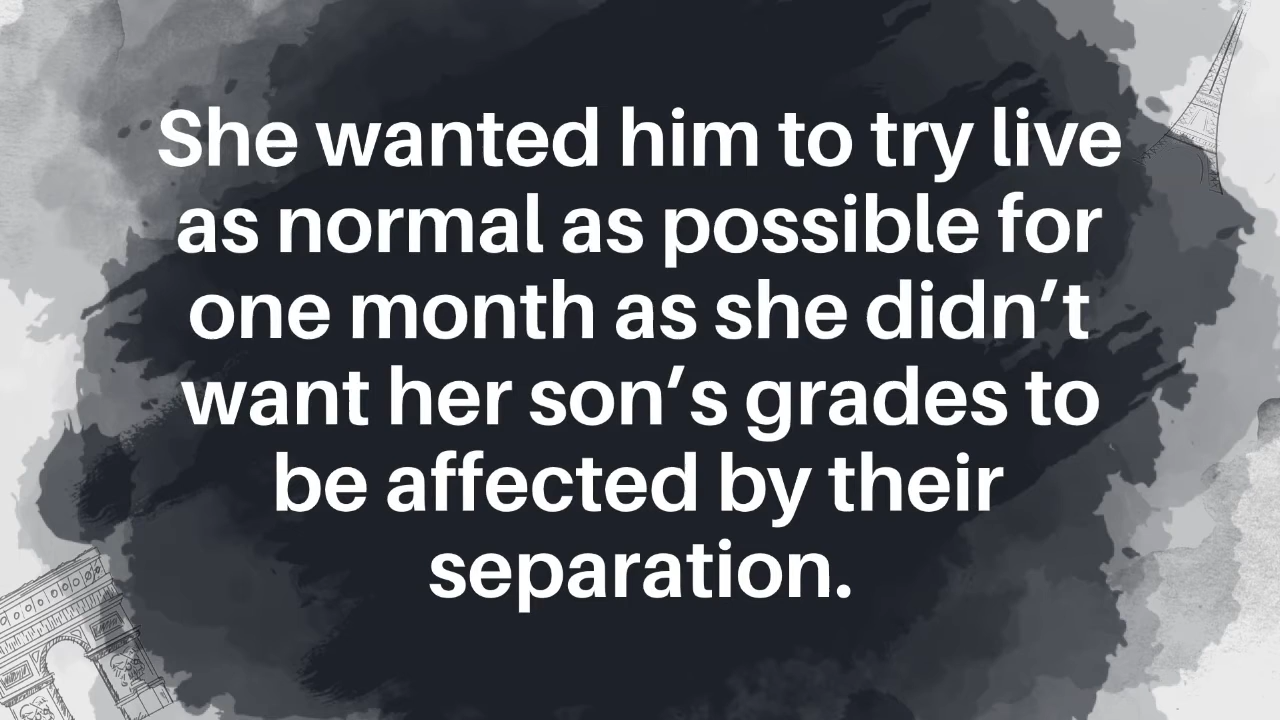 She wanted him to try live
as normal as possible for
one month as she didn’t
want her son’s grades to
be affected by their
separation.